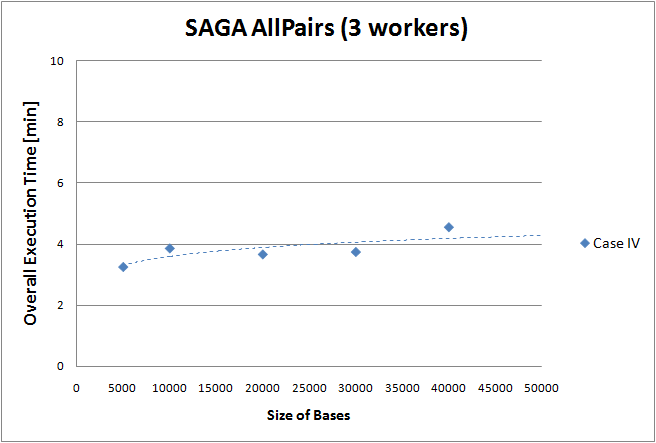 SAGA AllPairs (3 workers)
Overall Execution Time [min]
10
8
6
4
2
0
0 5000 10000 15000 20000 25000 30000 35000 40000 45000 50000
Size of Bases
Case IV